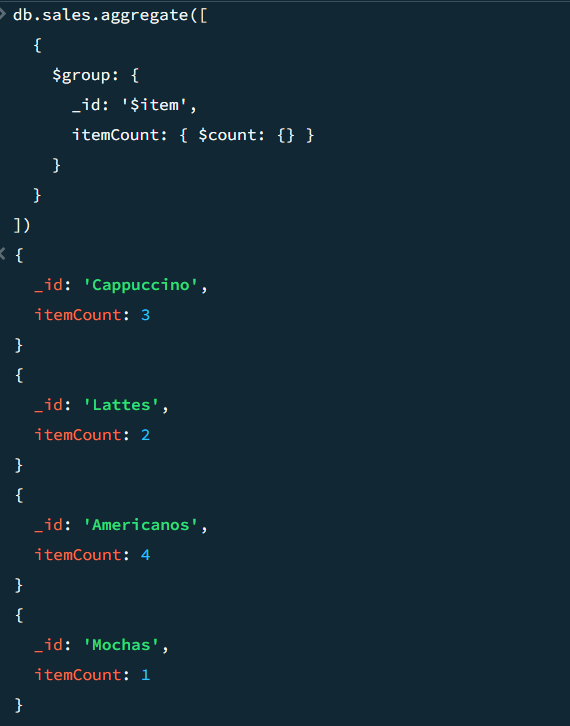 db.sales.aggregate([
  {
    $group: {
      _id: '$item',
      itemCount: { $count: {} }
    }
  }
])
{
  _id: 'Cappuccino',
  itemCount: 3
}
{
  _id: 'Lattes',
  itemCount: 2
}
{
  _id: 'Americanos',
  itemCount: 4
}
{
  _id: 'Mochas',
  itemCount: 1
}